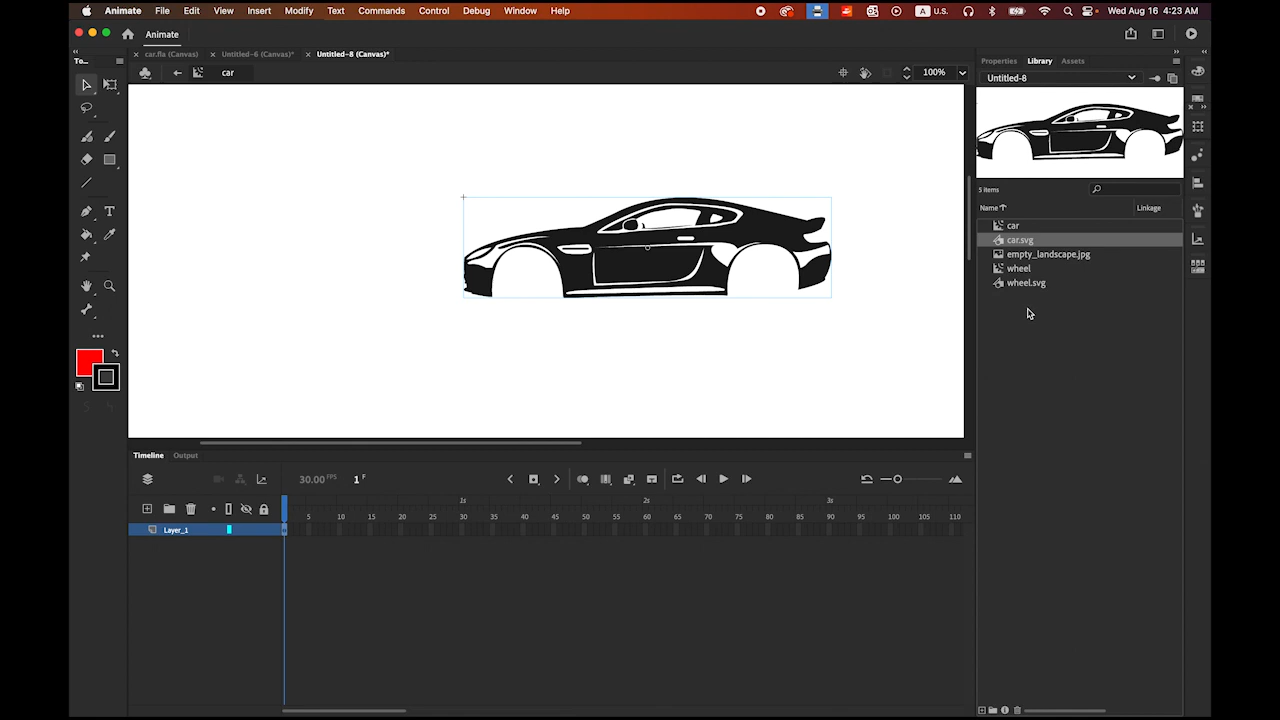 Animate File Edit View Insert Modify Text Commands Control Debug Window Help A U.S. Wed Aug 16 4:23 AM
Animate
To... × car.fla (Canvas) × Untitled-6 (Canvas)* × Untitled-8 (Canvas)* Properties Library Assets
car 100% Untitled-8
5 items
Name Linkage
car
car.svg
empty_landscape.jpg
wheel
wheel.svg
Timeline Output
30.00 FPS 1 F
1s 2s 3s
5 10 15 20 25 30 35 40 45 50 55 60 65 70 75 80 85 90 95 100 105 110
Layer_1